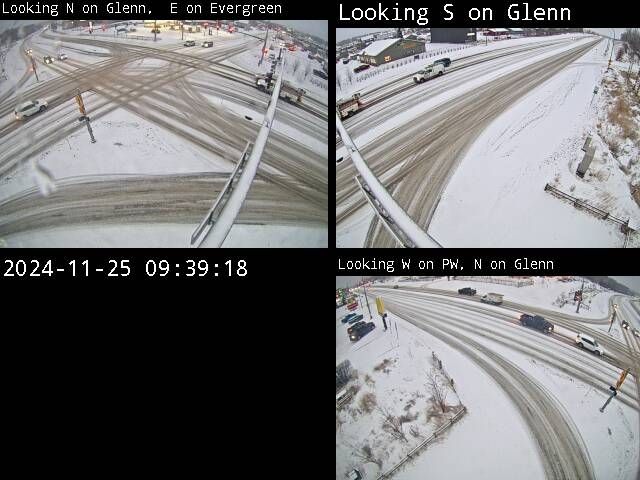 Looking N on Glenn,  E on Evergreen
Looking S on Glenn
2024-11-25 09:39:18
Looking W on PW, N on Glenn